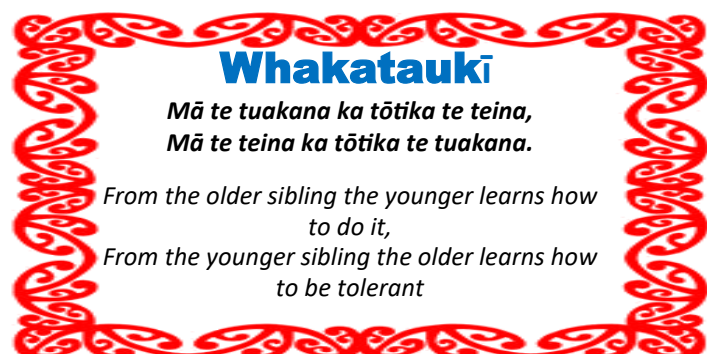 Whakataukī
Mā te tuakana ka tōtika te teina,
Mā te teina ka tōtika te tuakana.
From the older sibling the younger learns how
to do it,
From the younger sibling the older learns how
to be tolerant